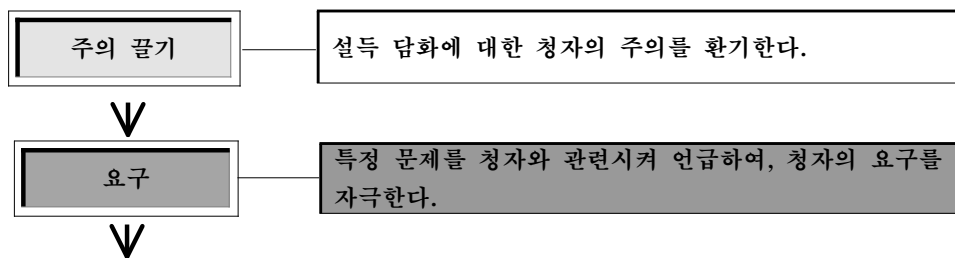 주의 끌기
설득 담화에 대한 청자의 주의를 환기한다.
요구
특정 문제를 청자와 관련시켜 언급하여, 청자의 요구를
자극한다.